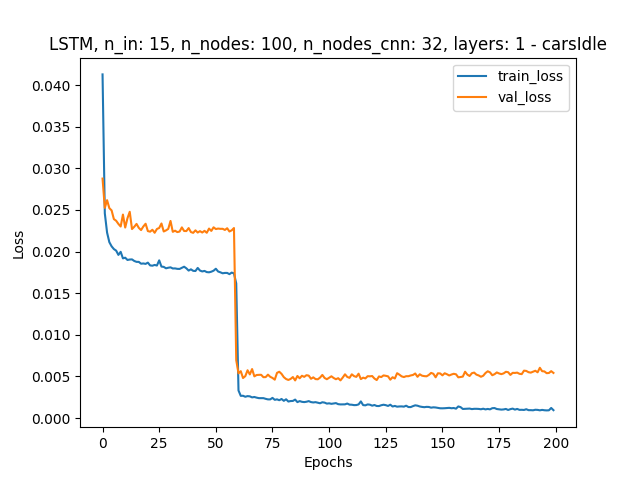 LSTM, n_in: 15, n_nodes: 100, n_nodes_cnn: 32, layers: 1 - carsIdle
train_loss
val_loss
0.040
0.035
0.030
0.025
0.020
0.015
0.010
0.005
0.000
Loss
0 25 50 75 100 125 150 175 200
Epochs